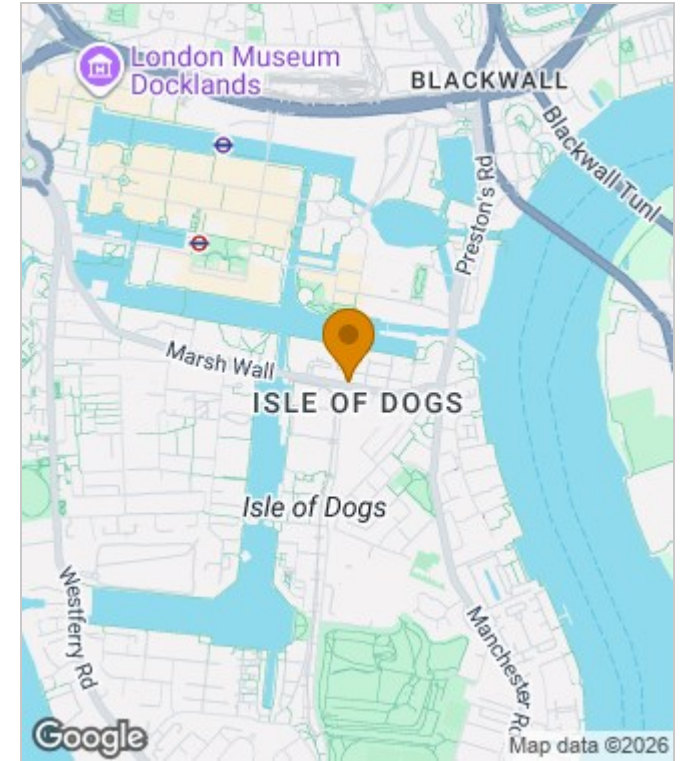 London Museum
Docklands
BLACKWALL
Blackwall Tunl
Preston's Rd
Marsh Wall
ISLE OF DOGS
Isle of Dogs
Westferry Rd
Manchester Rd
Google
Map data ©2026